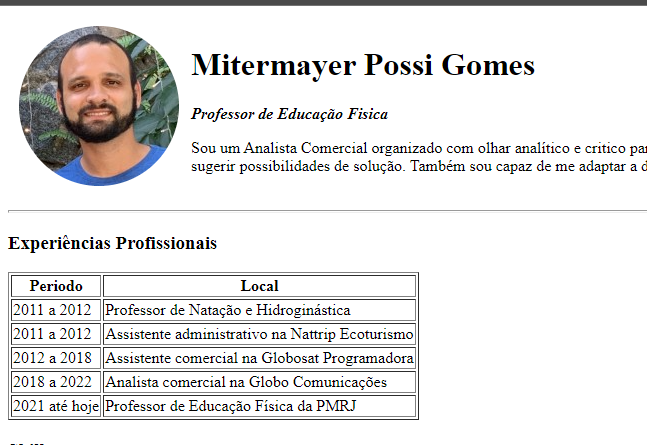 Mitermayer Possi Gomes
Professor de Educação Fisica
Sou um Analista Comercial organizado com olhar analítico e critico
sugerir possibilidades de solução. Também sou capaz de me adaptar a
Experiências Profissionais
Periodo Local
2011 a 2012 Professor de Natação e Hidroginástica
2011 a 2012 Assistente administrativo na Nattrip Ecoturismo
2012 a 2018 Assistente comercial na Globosat Programadora
2018 a 2022 Analista comercial na Globo Comunicações
2021 até hoje Professor de Educação Física da PMRJ